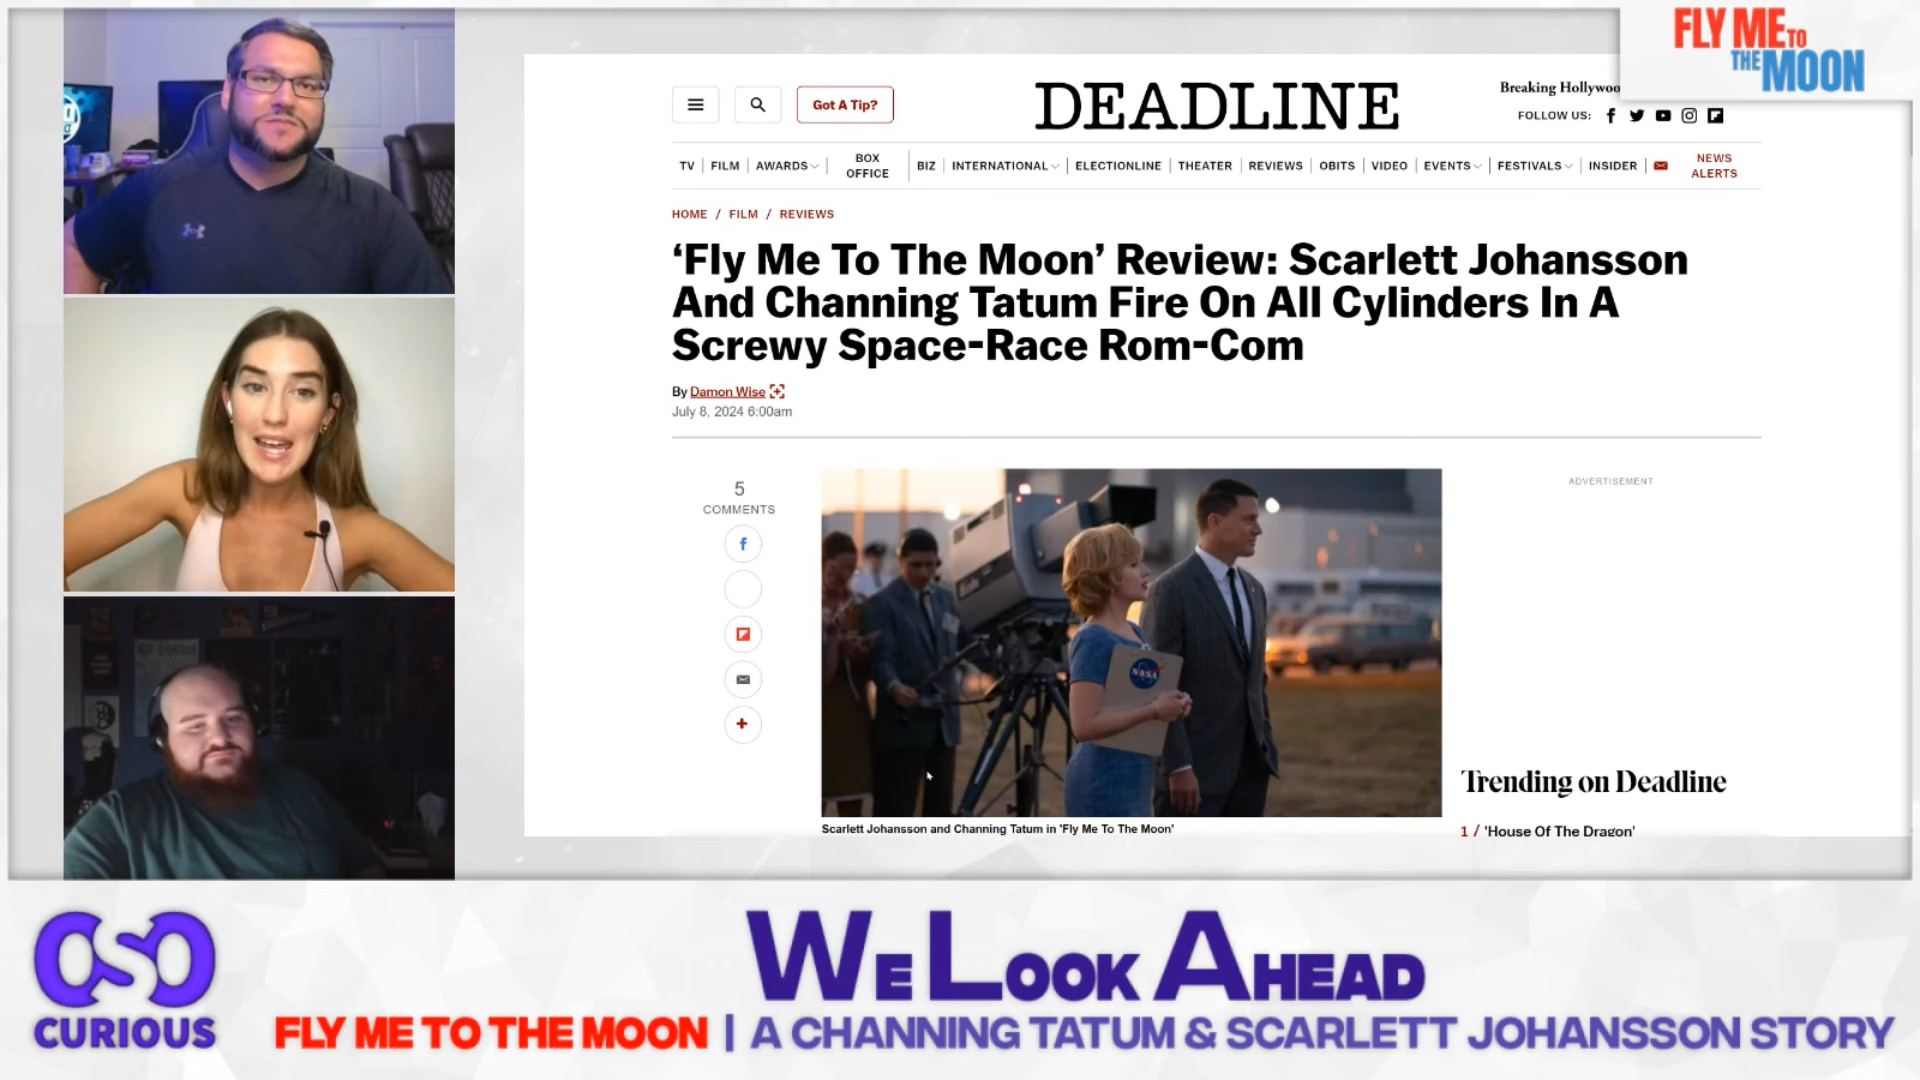 FLY ME TO
THE MOON
Got A Tip?
DEADLINE
Breaking Hollywoo
FOLLOW US:
TV | FILM | AWARDS | BOX OFFICE | BIZ | INTERNATIONAL | ELECTIONLINE | THEATER | REVIEWS | OBITS | VIDEO | EVENTS | FESTIVALS | INSIDER | NEWS ALERTS
HOME / FILM / REVIEWS
‘Fly Me To The Moon’ Review: Scarlett Johansson
And Channing Tatum Fire On All Cylinders In A
Screwy Space-Race Rom-Com
By Damon Wise
July 8, 2024 6:00am
5
COMMENTS
ADVERTISEMENT
NASA
Trending on Deadline
Scarlett Johansson and Channing Tatum in 'Fly Me To The Moon'
1 / 'House Of The Dragon'
CURIOUS
WE LOOK AHEAD
FLY ME TO THE MOON | A CHANNING TATUM & SCARLETT JOHANSSON STORY